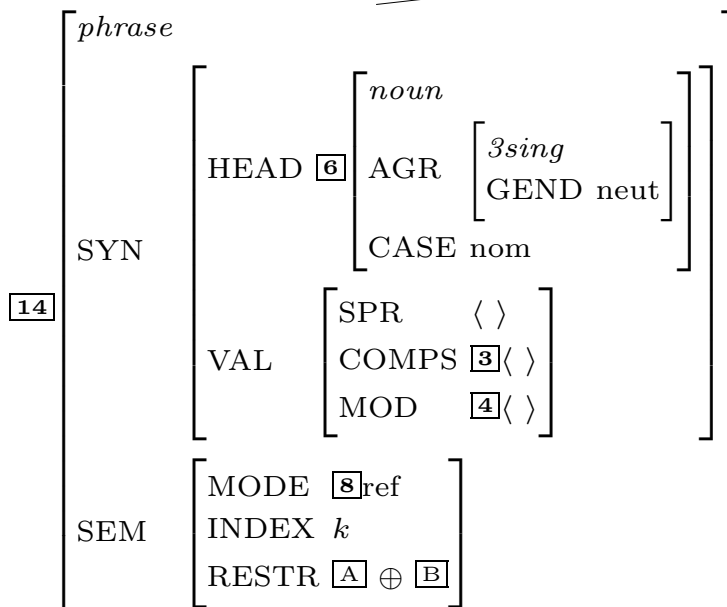 phrase
noun
3sing
HEAD 6 AGR
GEND neut
CASE nom
SYN
14
SPR ⟨ ⟩
VAL COMPS 3⟨ ⟩
MOD 4⟨ ⟩
MODE 8ref
SEM INDEX k
RESTR A ⊕ B